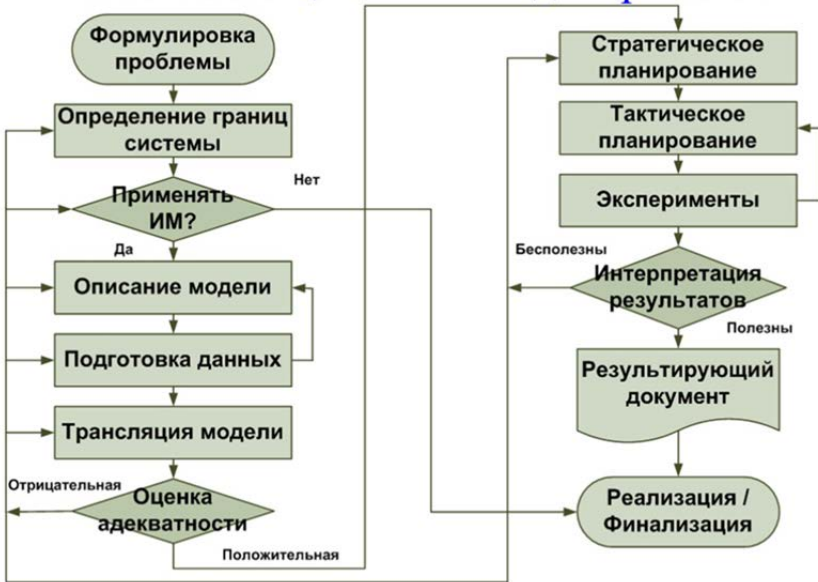 Формулировка
проблемы
Определение границ
системы
Применять
ИМ?
Нет
Да
Описание модели
Подготовка данных
Трансляция модели
Отрицательная
Оценка
адекватности
Положительная
Стратегическое
планирование
Тактическое
планирование
Эксперименты
Бесполезны
Интерпретация
результатов
Полезны
Результирующий
документ
Реализация /
Финализация